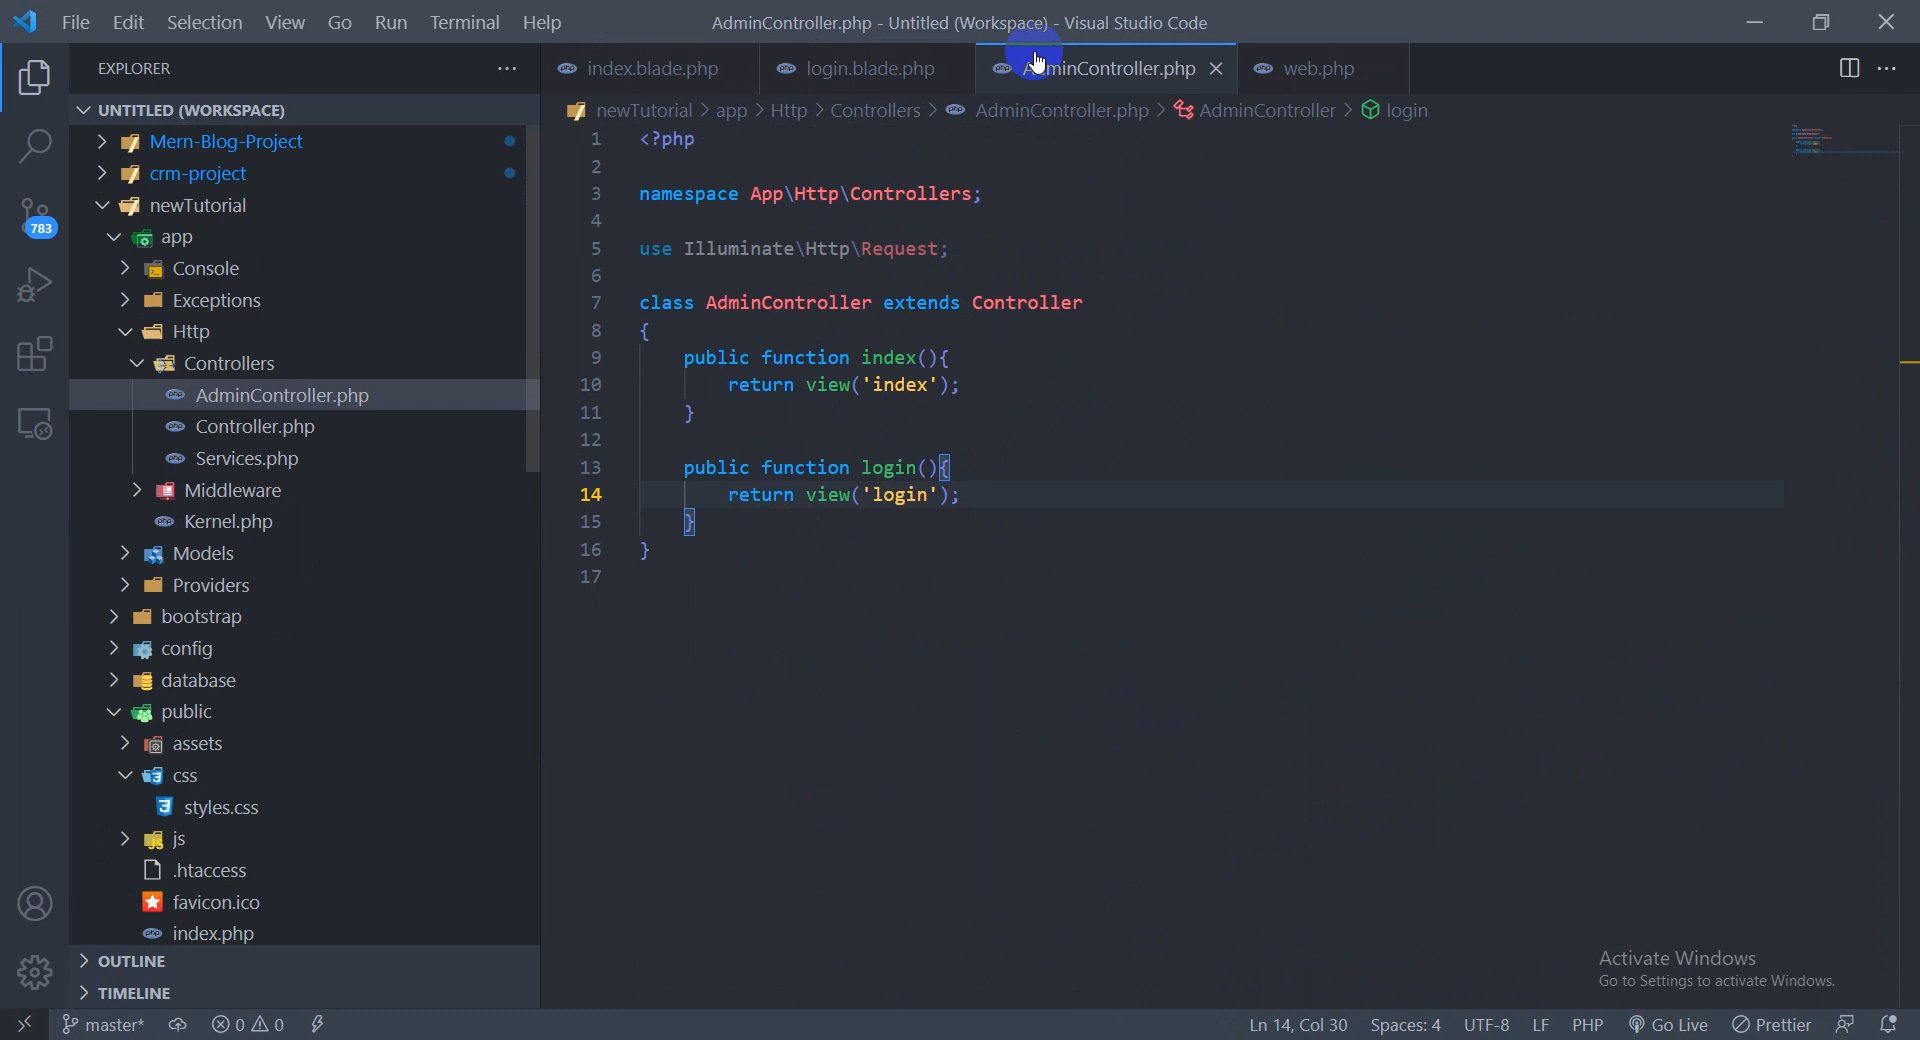 File Edit Selection View Go Run Terminal Help
AdminController.php - Untitled (Workspace) - Visual Studio Code
EXPLORER
index.blade.php
login.blade.php
minController.php
web.php
UNTITLED (WORKSPACE)
newTutorial > app > Http > Controllers > AdminController.php > AdminController > login
Mern-Blog-Project
crm-project
newTutorial
app
Console
Exceptions
Http
Controllers
AdminController.php
Controller.php
Services.php
Middleware
Kernel.php
Models
Providers
bootstrap
config
database
public
assets
css
styles.css
js
.htaccess
favicon.ico
index.php
OUTLINE
TIMELINE
783
1 <?php
2
3 namespace App\Http\Controllers;
4
5 use Illuminate\Http\Request;
6
7 class AdminController extends Controller
8 {
9 public function index(){
10 return view('index');
11 }
12
13 public function login(){
14 return view('login');
15 }
16 }
17
Activate Windows
Go to Settings to activate Windows.
master* 0 0 Ln 14, Col 30 Spaces: 4 UTF-8 LF PHP Go Live Prettier